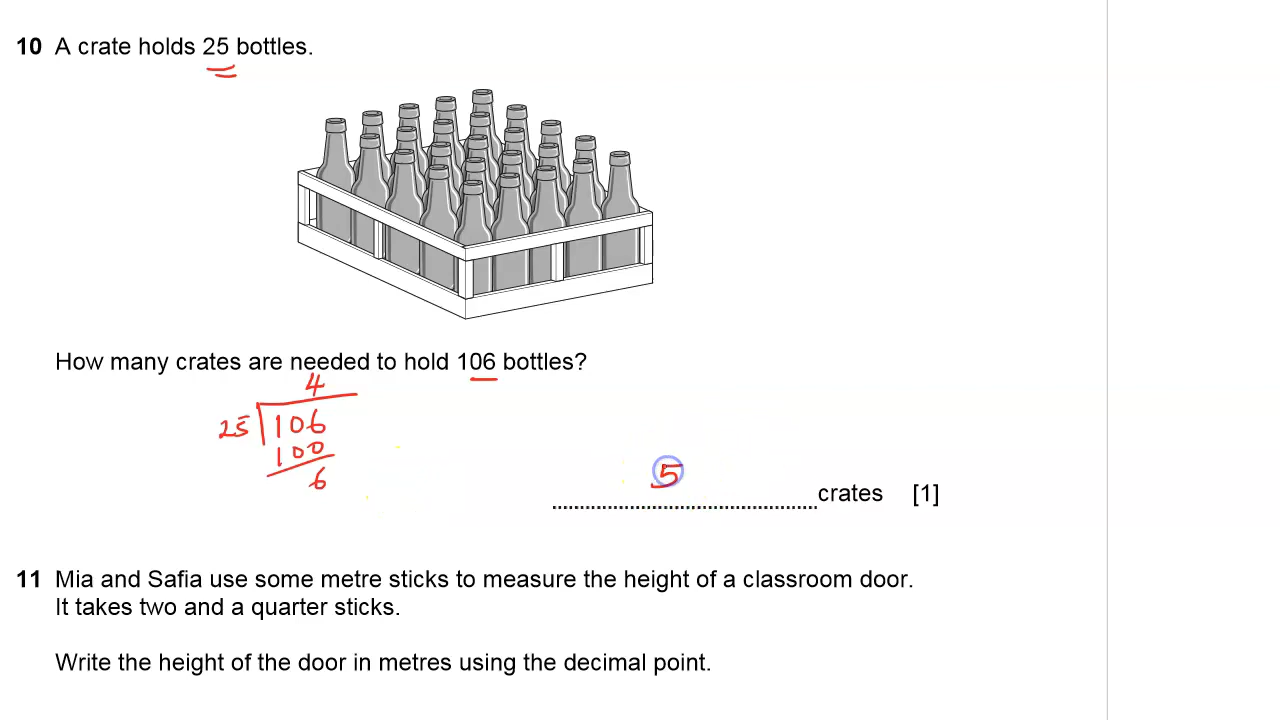 10 A crate holds 25 bottles.
How many crates are needed to hold 106 bottles?
4
25 106
100
6
5
crates [1]
11 Mia and Safia use some metre sticks to measure the height of a classroom door.
It takes two and a quarter sticks.
Write the height of the door in metres using the decimal point.